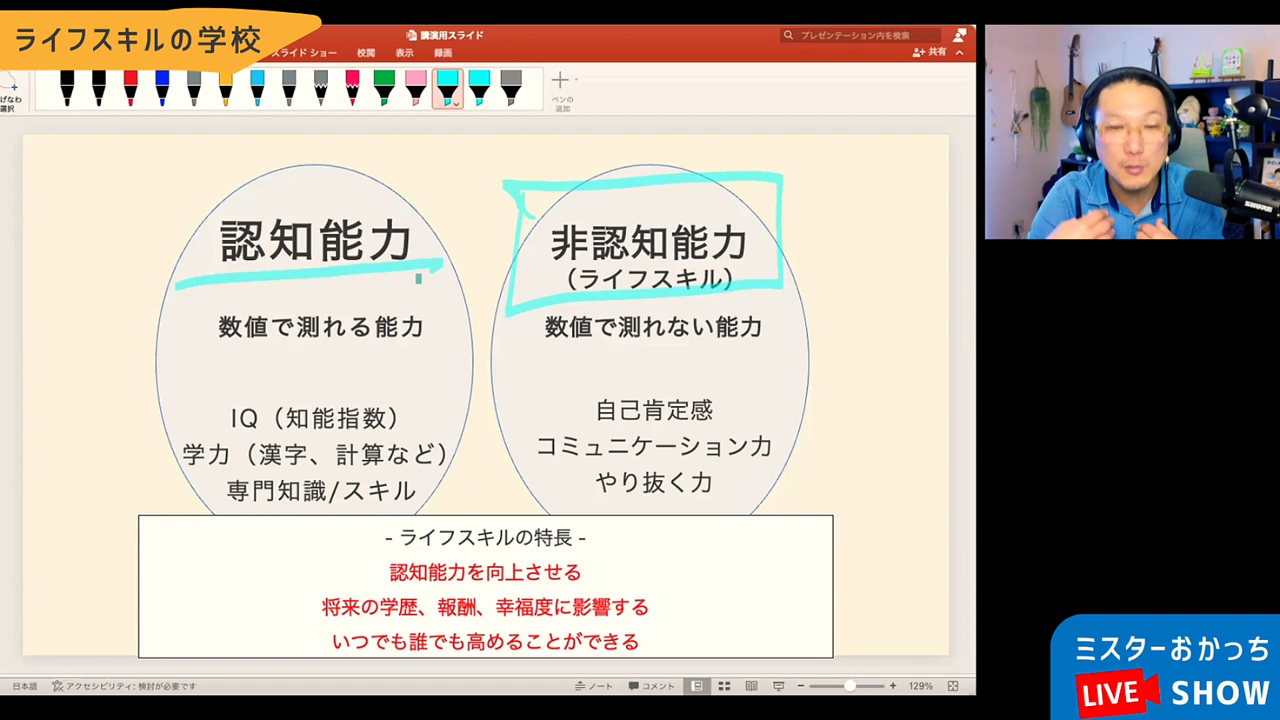 ライフスキルの学校
講演用スライド
プレゼンテーション内を検索
スライド ショー
校閲
表示
録画
共有
げなわ
選択
ペンの
追加
認知能力
数値で測れる能力
IQ（知能指数）
学力（漢字、計算など）
専門知識/スキル
非認知能力
（ライフスキル）
数値で測れない能力
自己肯定感
コミュニケーション力
やり抜く力
- ライフスキルの特長 -
認知能力を向上させる
将来の学歴、報酬、幸福度に影響する
いつでも誰でも高めることができる
日本語
アクセシビリティ: 検討が必要です
ノート
コメント
129%
SHURE
ミスターおかっち
LIVE SHOW